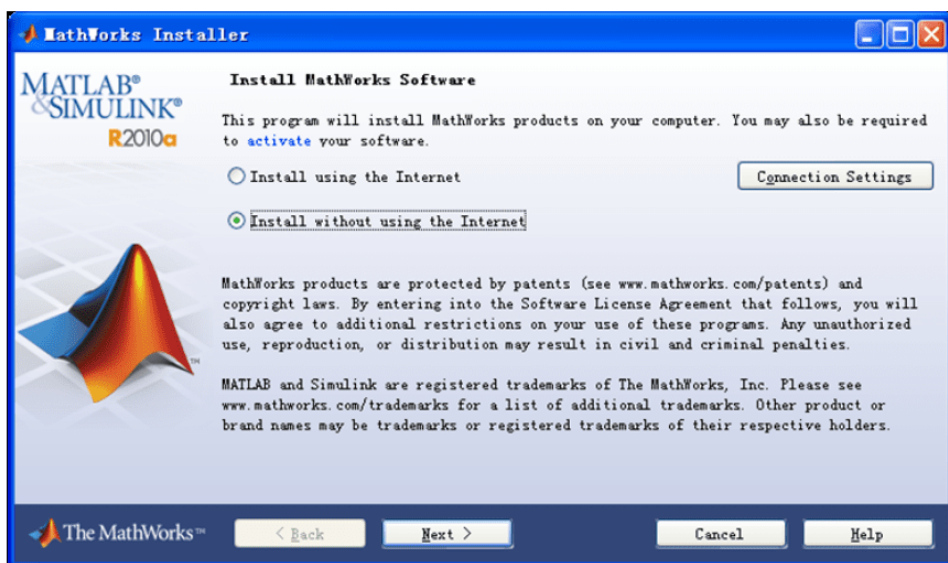 MathWorks Installer
MATLAB®
&SIMULINK®
R2010a
Install MathWorks Software
This program will install MathWorks products on your computer. You may also be required
to activate your software.
Install using the Internet
Connection Settings
Install without using the Internet
MathWorks products are protected by patents (see www.mathworks.com/patents) and
copyright laws. By entering into the Software License Agreement that follows, you will
also agree to additional restrictions on your use of these programs. Any unauthorized
use, reproduction, or distribution may result in civil and criminal penalties.
TM
MATLAB and Simulink are registered trademarks of The MathWorks, Inc. Please see
www.mathworks.com/trademarks for a list of additional trademarks. Other product or
brand names may be trademarks or registered trademarks of their respective holders.
The MathWorks™
< Back
Next >
Cancel
Help